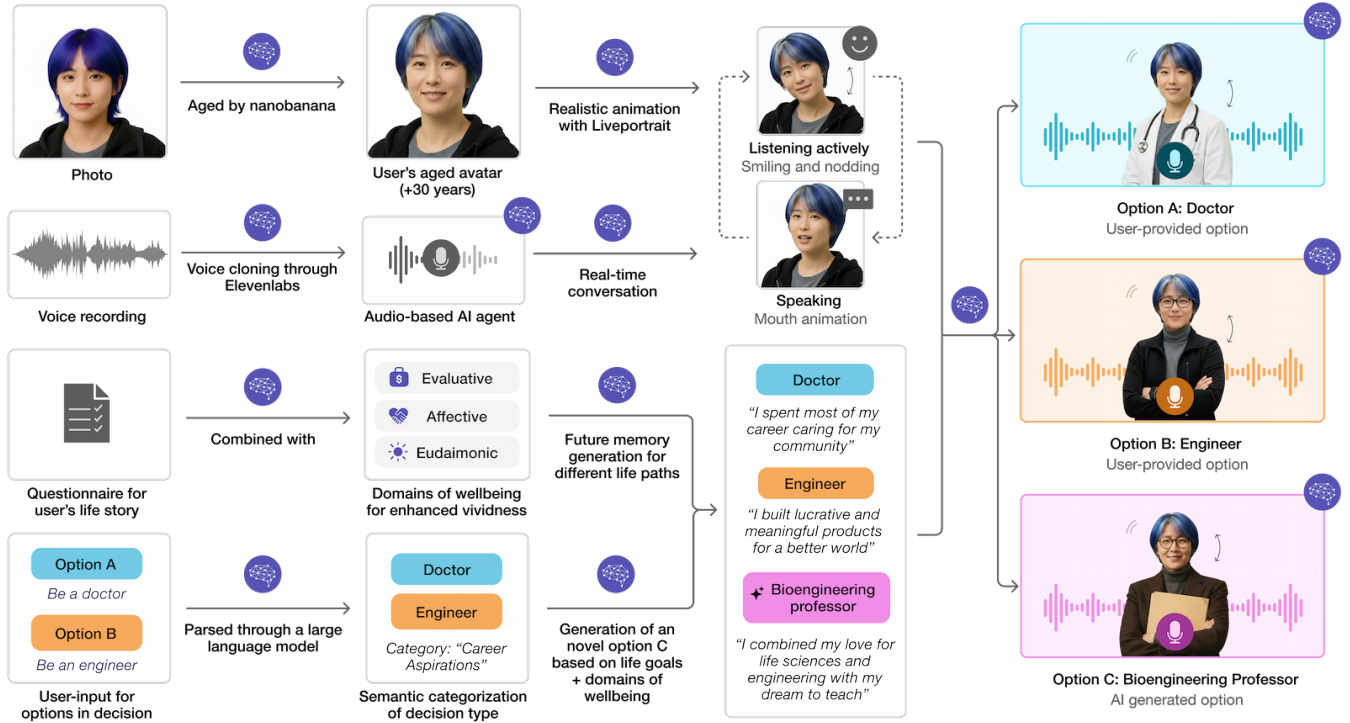 Photo
Aged by nanobanana
User's aged avatar
(+30 years)
Realistic animation
with Liveportrait
Listening actively
Smiling and nodding
Speaking
Mouth animation
Voice recording
Voice cloning through
Elevenlabs
Audio-based AI agent
Real-time
conversation
Questionnaire for
user's life story
Combined with
$
Evaluative
Affective
Eudaimonic
Domains of wellbeing
for enhanced vividness
Future memory
generation for
different life paths
Option A
Be a doctor
Option B
Be an engineer
User-input for
options in decision
Parsed through a large
language model
Doctor
Engineer
Category: "Career
Aspirations"
Semantic categorization
of decision type
Generation of an
novel option C
based on life goals
+ domains of
wellbeing
Doctor
"I spent most of my
career caring for my
community"
Engineer
"I built lucrative and
meaningful products
for a better world"
Bioengineering
professor
"I combined my love for
life sciences and
engineering with my
dream to teach"
Option A: Doctor
User-provided option
Option B: Engineer
User-provided option
Option C: Bioengineering Professor
AI generated option